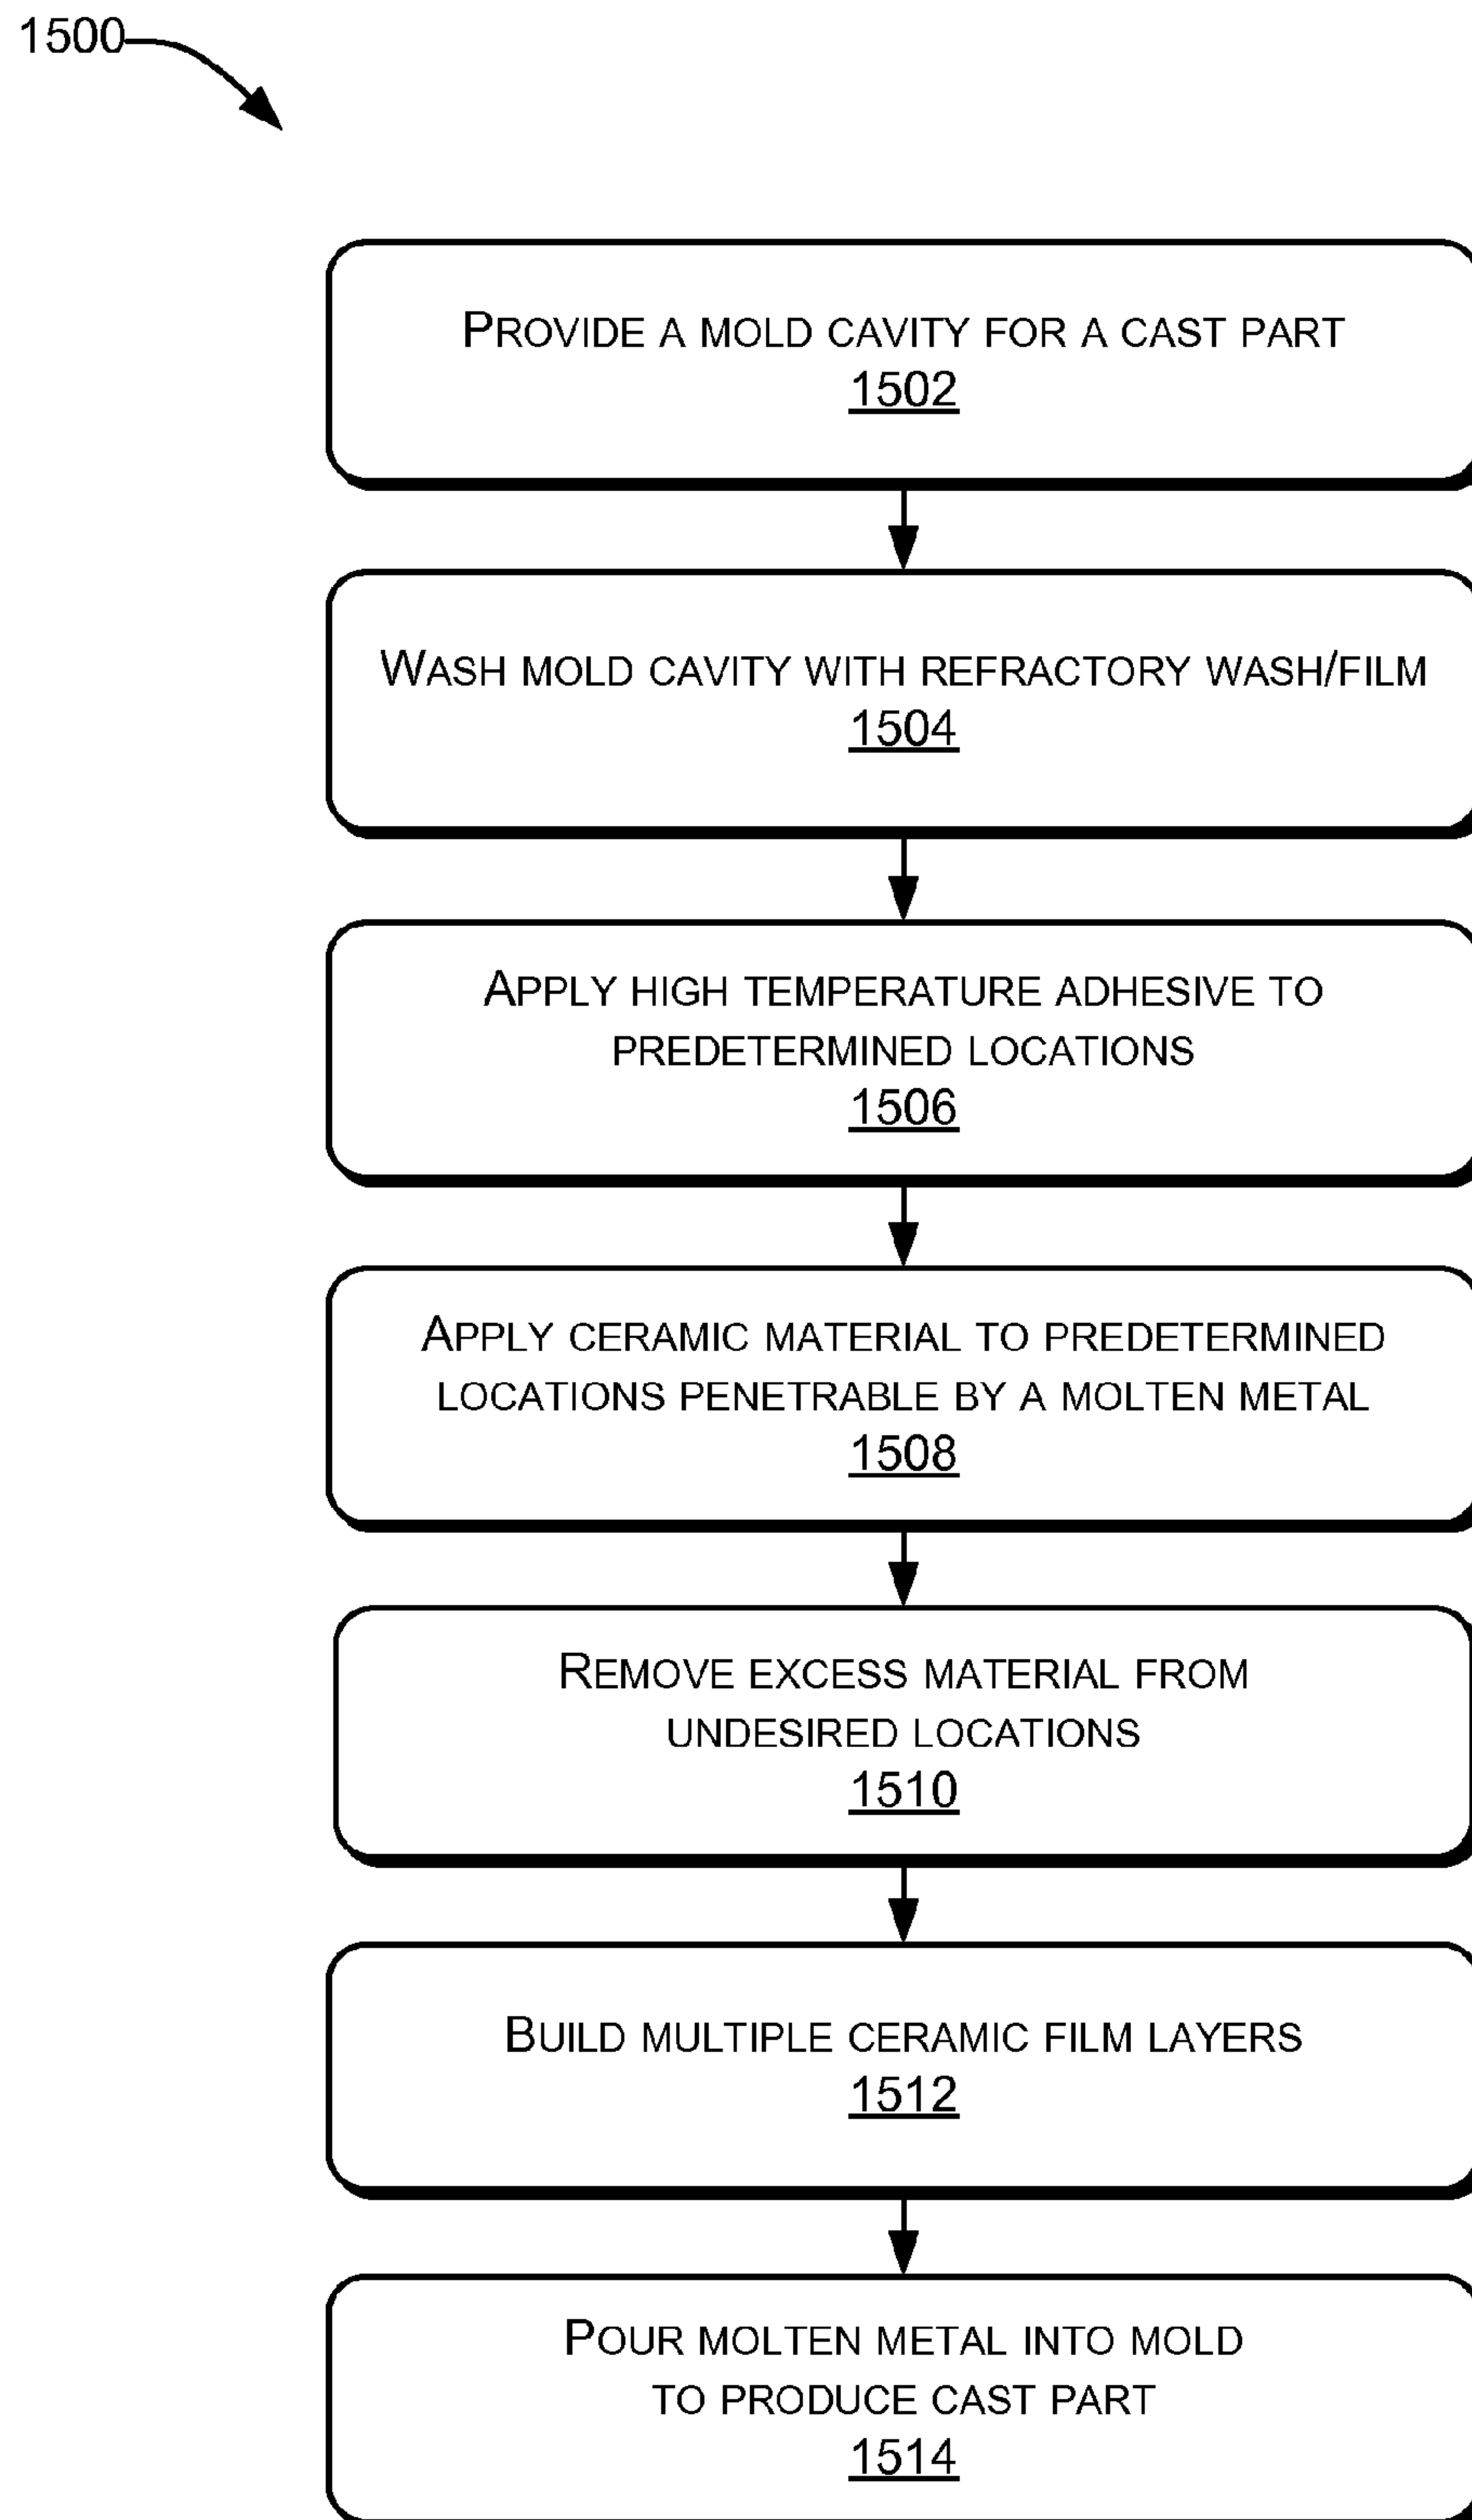 1500
PROVIDE A MOLD CAVITY FOR A CAST PART
1502
WASH MOLD CAVITY WITH REFRACTORY WASH/FILM
1504
APPLY HIGH TEMPERATURE ADHESIVE TO
PREDETERMINED LOCATIONS
1506
APPLY CERAMIC MATERIAL TO PREDETERMINED
LOCATIONS PENETRABLE BY A MOLTEN METAL
1508
REMOVE EXCESS MATERIAL FROM
UNDESIRED LOCATIONS
1510
BUILD MULTIPLE CERAMIC FILM LAYERS
1512
POUR MOLTEN METAL INTO MOLD
TO PRODUCE CAST PART
1514